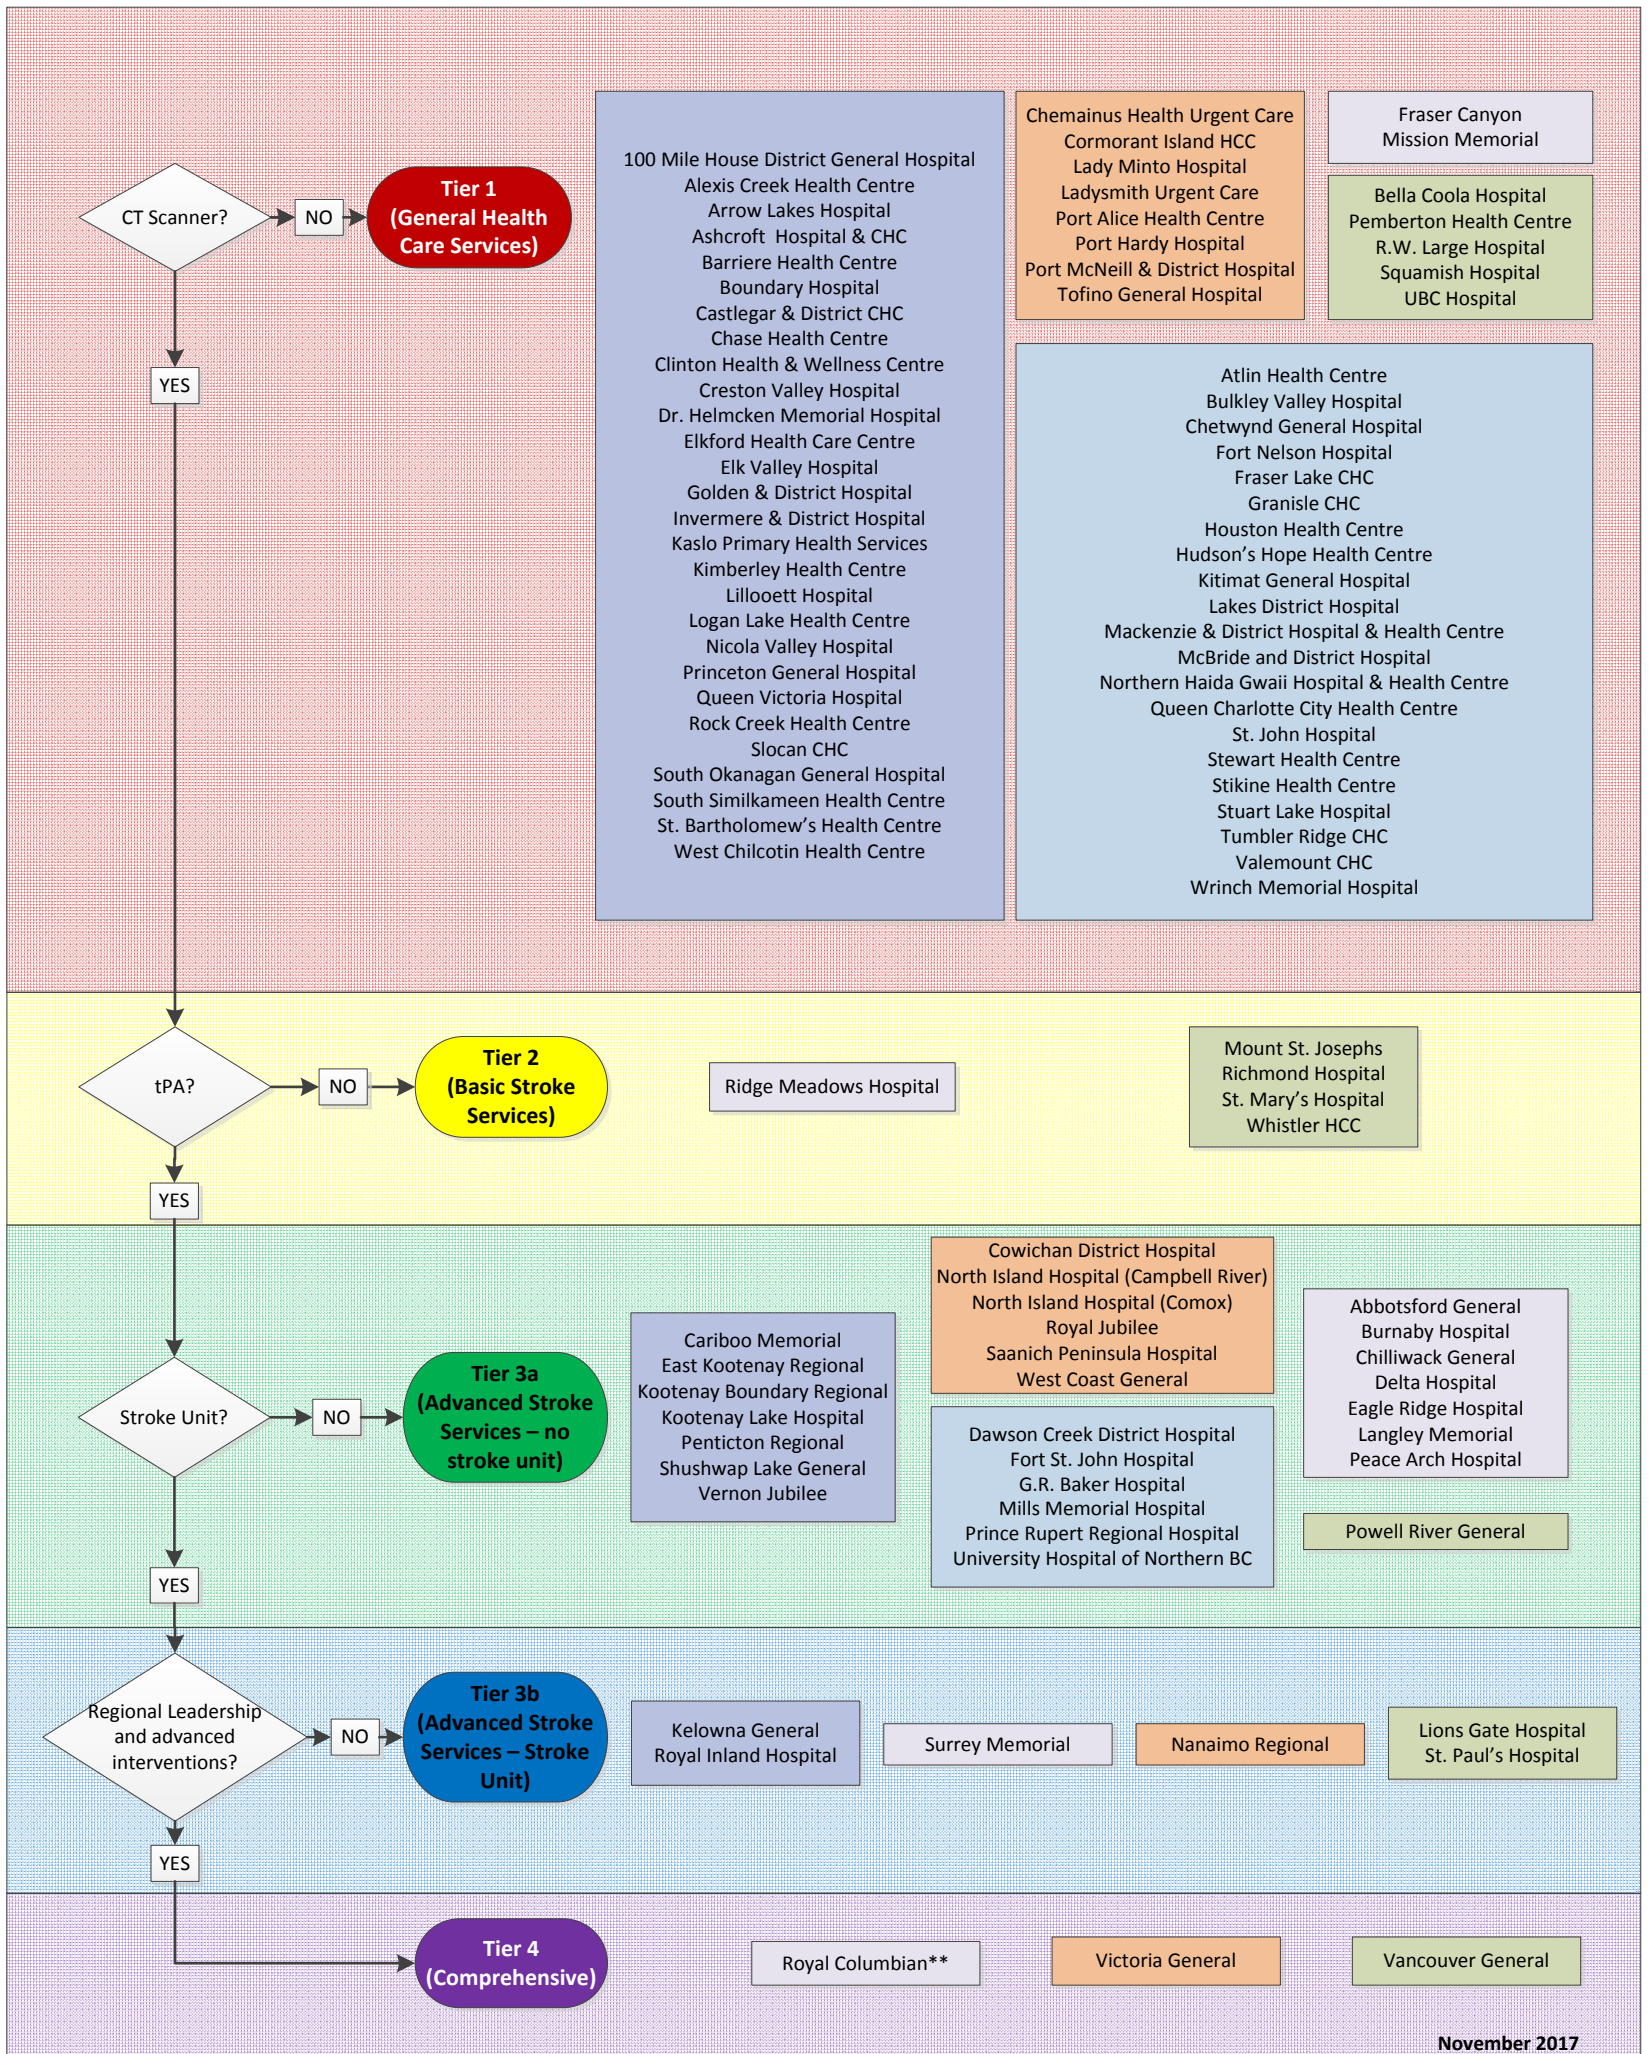 CT Scanner?
NO
Tier 1
(General Health
Care Services)
YES
100 Mile House District General Hospital
Alexis Creek Health Centre
Arrow Lakes Hospital
Ashcroft Hospital & CHC
Barriere Health Centre
Boundary Hospital
Castlegar & District CHC
Chase Health Centre
Clinton Health & Wellness Centre
Creston Valley Hospital
Dr. Helmcken Memorial Hospital
Elkford Health Care Centre
Elk Valley Hospital
Golden & District Hospital
Invermere & District Hospital
Kaslo Primary Health Services
Kimberley Health Centre
Lillooett Hospital
Logan Lake Health Centre
Nicola Valley Hospital
Princeton General Hospital
Queen Victoria Hospital
Rock Creek Health Centre
Slocan CHC
South Okanagan General Hospital
South Similkameen Health Centre
St. Bartholomew's Health Centre
West Chilcotin Health Centre
Chemainus Health Urgent Care
Cormorant Island HCC
Lady Minto Hospital
Ladysmith Urgent Care
Port Alice Health Centre
Port Hardy Hospital
Port McNeill & District Hospital
Tofino General Hospital
Fraser Canyon
Mission Memorial
Bella Coola Hospital
Pemberton Health Centre
R.W. Large Hospital
Squamish Hospital
UBC Hospital
Atlin Health Centre
Bulkley Valley Hospital
Chetwynd General Hospital
Fort Nelson Hospital
Fraser Lake CHC
Granisle CHC
Houston Health Centre
Hudson's Hope Health Centre
Kitimat General Hospital
Lakes District Hospital
Mackenzie & District Hospital & Health Centre
McBride and District Hospital
Northern Haida Gwaii Hospital & Health Centre
Queen Charlotte City Health Centre
St. John Hospital
Stewart Health Centre
Stikine Health Centre
Stuart Lake Hospital
Tumbler Ridge CHC
Valemount CHC
Wrinch Memorial Hospital
tPA?
NO
Tier 2
(Basic Stroke
Services)
YES
Ridge Meadows Hospital
Mount St. Josephs
Richmond Hospital
St. Mary's Hospital
Whistler HCC
Stroke Unit?
NO
Tier 3a
(Advanced Stroke
Services – no
stroke unit)
YES
Cariboo Memorial
East Kootenay Regional
Kootenay Boundary Regional
Kootenay Lake Hospital
Penticton Regional
Shushwap Lake General
Vernon Jubilee
Cowichan District Hospital
North Island Hospital (Campbell River)
North Island Hospital (Comox)
Royal Jubilee
Saanich Peninsula Hospital
West Coast General
Dawson Creek District Hospital
Fort St. John Hospital
G.R. Baker Hospital
Mills Memorial Hospital
Prince Rupert Regional Hospital
University Hospital of Northern BC
Abbotsford General
Burnaby Hospital
Chilliwack General
Delta Hospital
Eagle Ridge Hospital
Langley Memorial
Peace Arch Hospital
Powell River General
Regional Leadership
and advanced
interventions?
NO
Tier 3b
(Advanced Stroke
Services – Stroke
Unit)
YES
Kelowna General
Royal Inland Hospital
Surrey Memorial
Nanaimo Regional
Lions Gate Hospital
St. Paul's Hospital
Tier 4
(Comprehensive)
Royal Columbian**
Victoria General
Vancouver General
November 2017